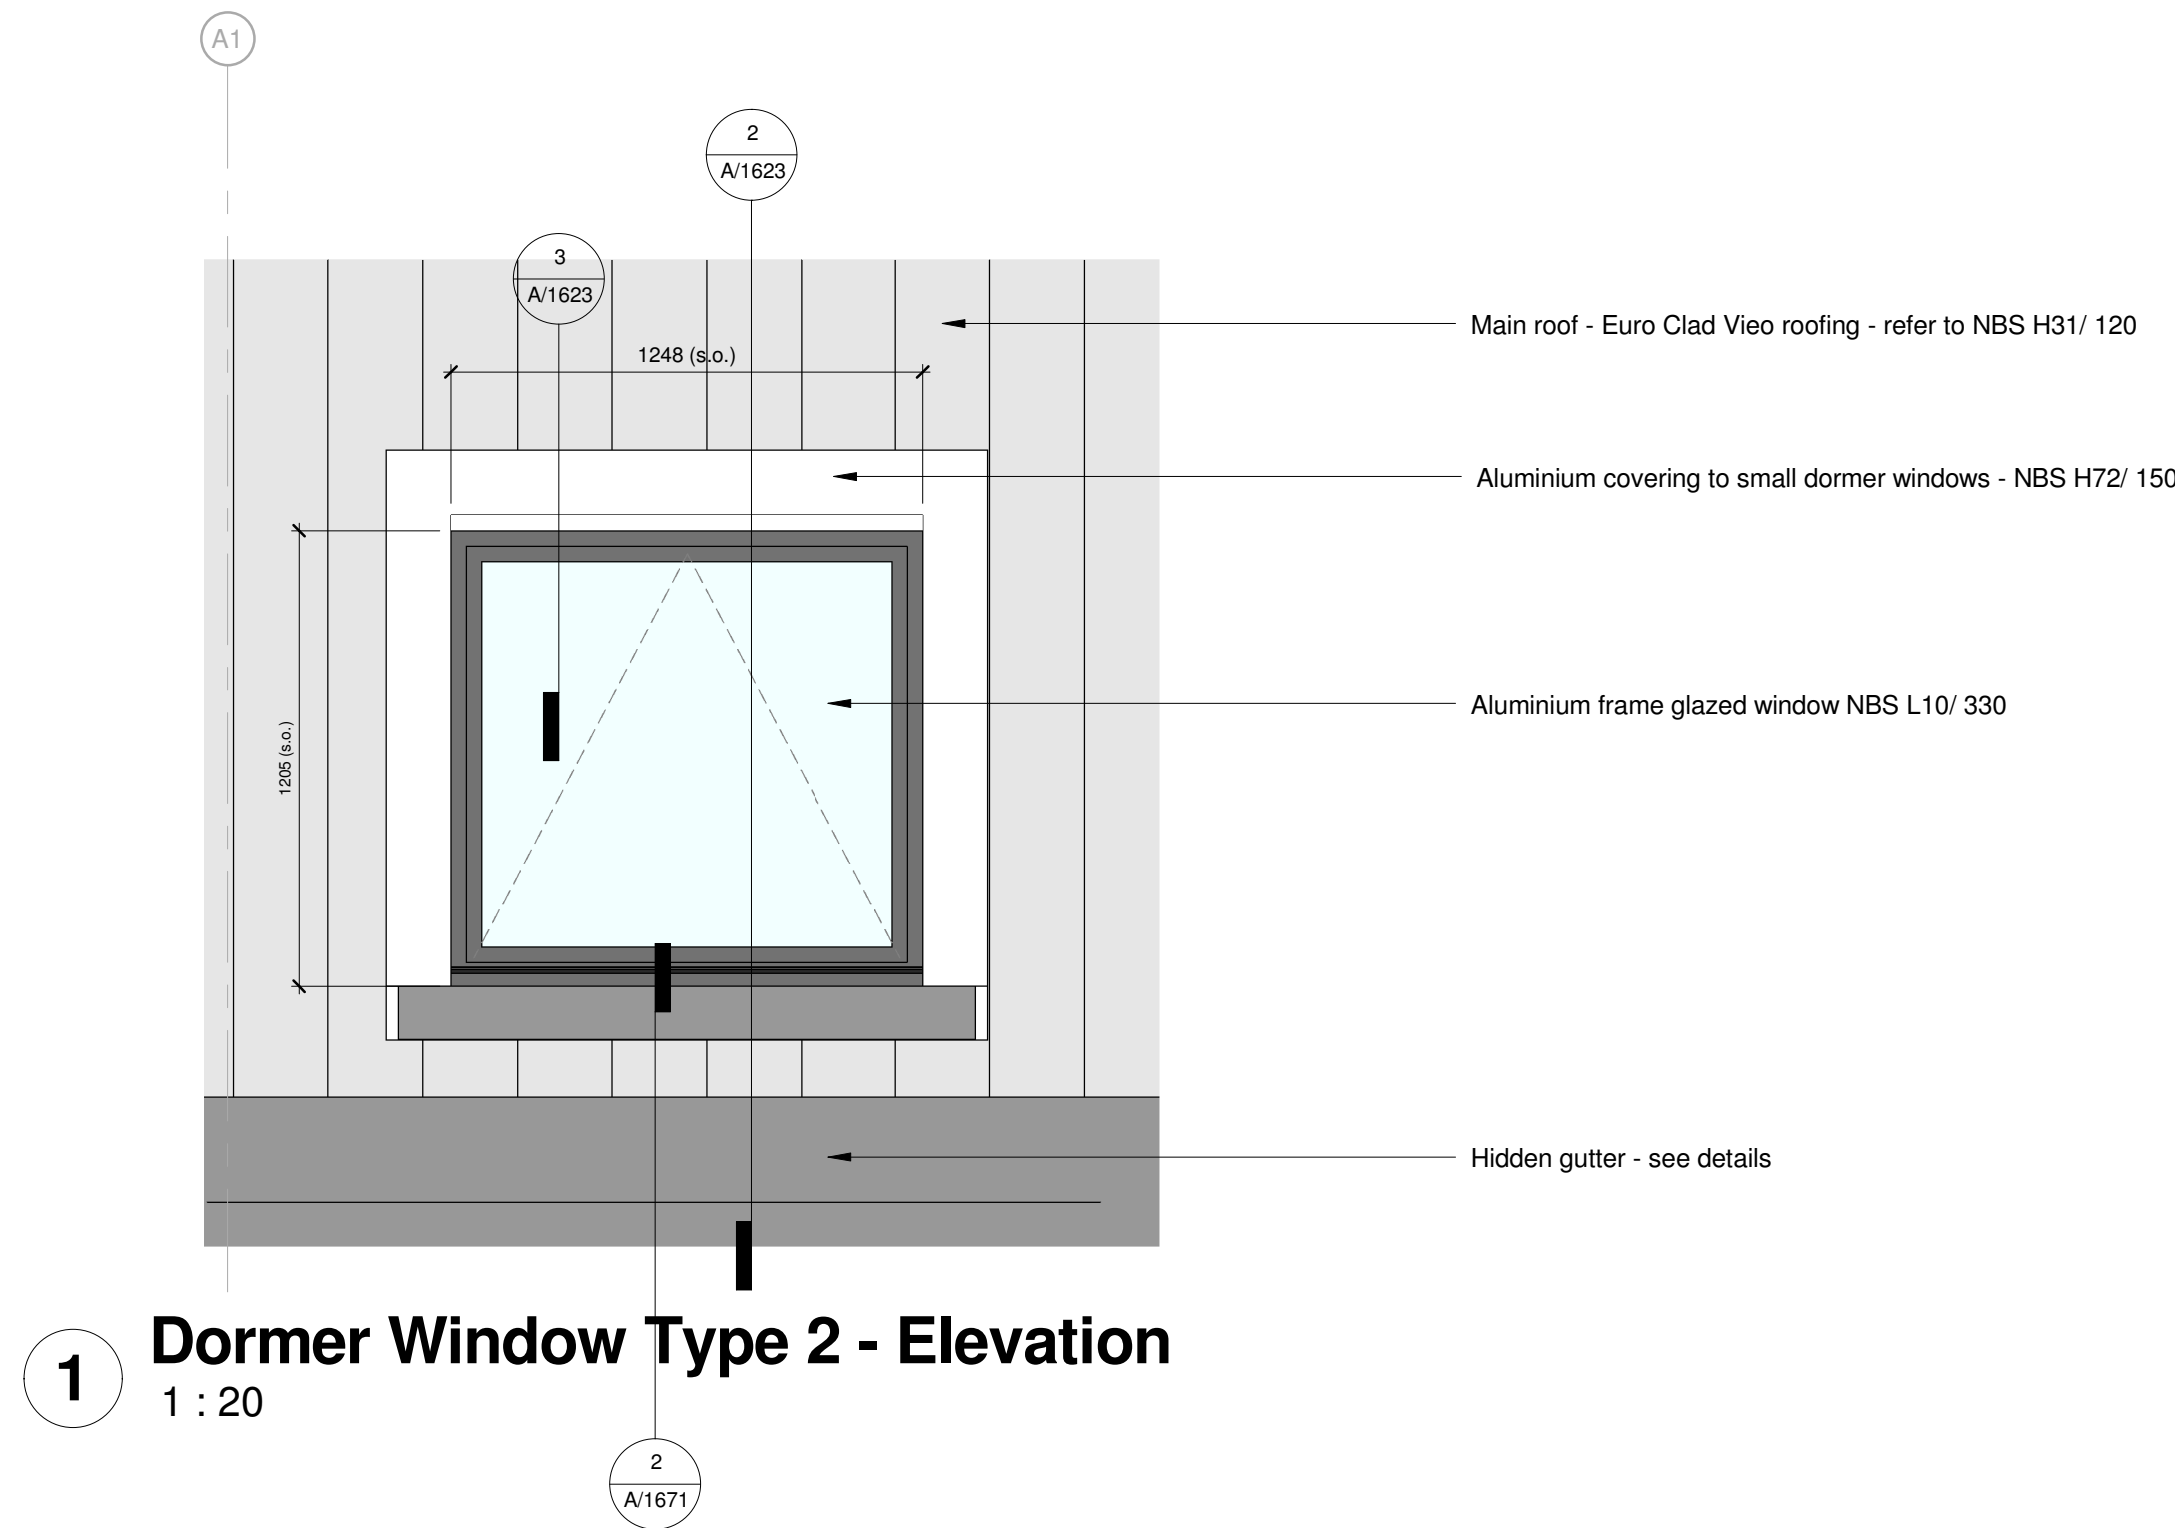 A1
2
A/1623
3
A/1623
Main roof - Euro Clad Vieo roofing - refer to NBS H31/ 120
1248 (s.o.)
Aluminium covering to small dormer windows - NBS H72/ 150
Aluminium frame glazed window NBS L10/ 330
1205 (s.o.)
Hidden gutter - see details
1 Dormer Window Type 2 - Elevation
1 : 20
2
A/1671